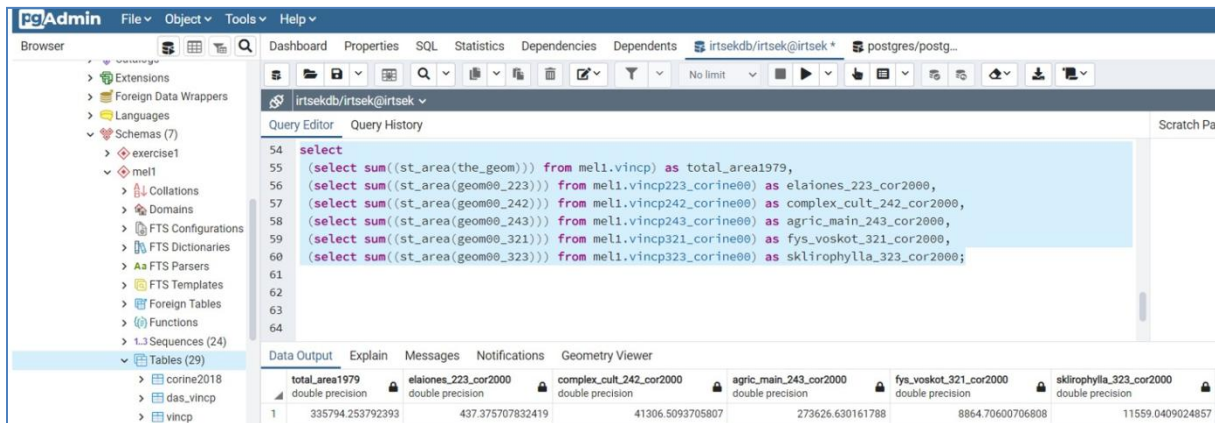 pgAdmin File Object Tools Help
Browser Dashboard Properties SQL Statistics Dependencies Dependents irtsekdb/irtsek@irtsek * postgres/postg...
Extensions
Foreign Data Wrappers
Languages
Schemas (7)
exercise1
mel1
Collations
Domains
FTS Configurations
FTS Dictionaries
FTS Parsers
FTS Templates
Foreign Tables
Functions
1..3 Sequences (24)
Tables (29)
corine2018
das_vincp
vincp
No limit
irtsekdb/irtsek@irtsek
Query Editor Query History Scratch Pa
54 select
55 (select sum((st_area(the_geom))) from mel1.vincp) as total_area1979,
56 (select sum((st_area(geom00_223))) from mel1.vincp223_corine00) as elaiones_223_cor2000,
57 (select sum((st_area(geom00_242))) from mel1.vincp242_corine00) as complex_cult_242_cor2000,
58 (select sum((st_area(geom00_243))) from mel1.vincp243_corine00) as agric_main_243_cor2000,
59 (select sum((st_area(geom00_321))) from mel1.vincp321_corine00) as fys_voskot_321_cor2000,
60 (select sum((st_area(geom00_323))) from mel1.vincp323_corine00) as sklirophylla_323_cor2000;
61
62
63
64
Data Output Explain Messages Notifications Geometry Viewer
total_area1979 elaiones_223_cor2000 complex_cult_242_cor2000 agric_main_243_cor2000 fys_voskot_321_cor2000 sklirophylla_323_cor2000
double precision double precision double precision double precision double precision double precision
1 335794.253792393 437.375707832419 41306.5093705807 273626.630161788 8864.70600706808 11559.0409024857